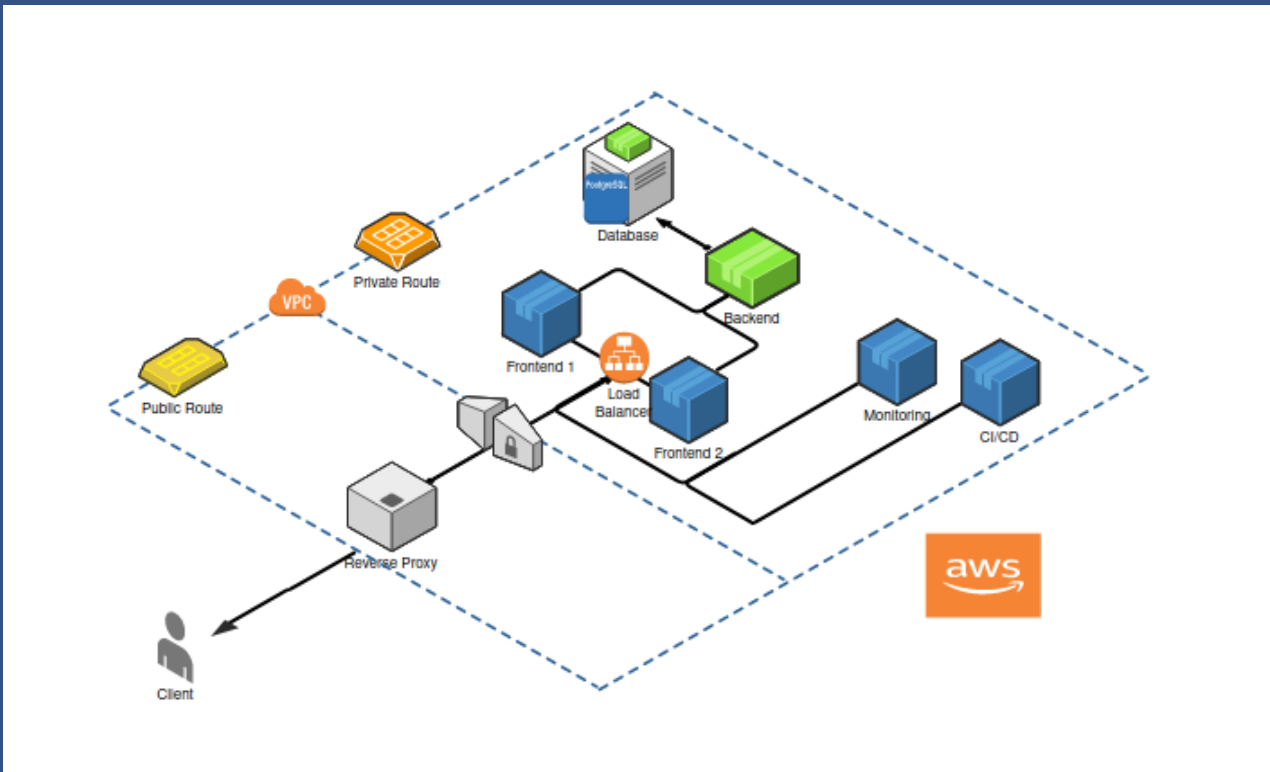 PostgreSQL
Database
Private Route
VPC
Backend
Frontend 1
Public Route
Load
Balancer
Monitoring
Frontend 2
CI/CD
Reverse Proxy
aws
Client